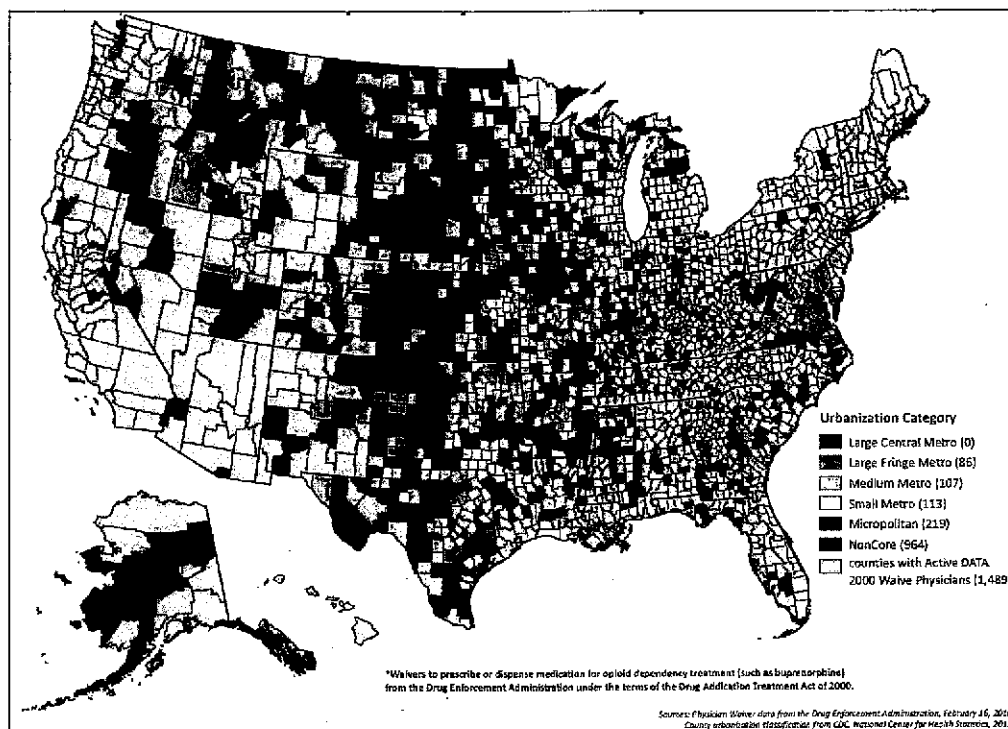 Urbanization Category
Large Central Metro (0)
Large Fringe Metro (86)
Medium Metro (107)
Small Metro (113)
Micropolitan (219)
NonCore (964)
counties with Active DATA
2000 Waive Physicians (1,489
*Waivers to prescribe or dispense medication for opioid dependency treatment (such as buprenorphine)
from the Drug Enforcement Administration under the terms of the Drug Addication Treatment Act of 2000.
Sources: Physician Waiver data from the Drug Enforcement Administration, February 16, 201
County urbanization classification from CDC, National Center for Health Statistics, 201